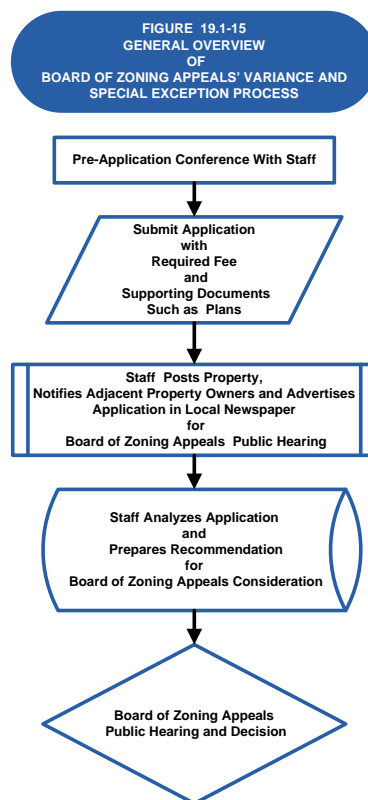 FIGURE 19.1-15
GENERAL OVERVIEW
OF
BOARD OF ZONING APPEALS' VARIANCE AND
SPECIAL EXCEPTION PROCESS
Pre-Application Conference With Staff
Submit Application
with
Required Fee
and
Supporting Documents
Such as Plans
Staff Posts Property,
Notifies Adjacent Property Owners and Advertises
Application in Local Newspaper
for
Board of Zoning Appeals Public Hearing
Staff Analyzes Application
and
Prepares Recommendation
for
Board of Zoning Appeals Consideration
Board of Zoning Appeals
Public Hearing and Decision